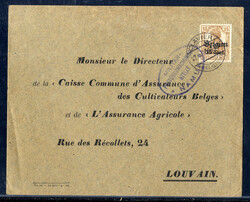 Belgien
Monsieur le Directeur
de la « Caisse Commune d'Assurance
des Cultivateurs Belges »
et de « L'Assurance Agricole »
Rue des Récollets, 24
LOUVAIN.